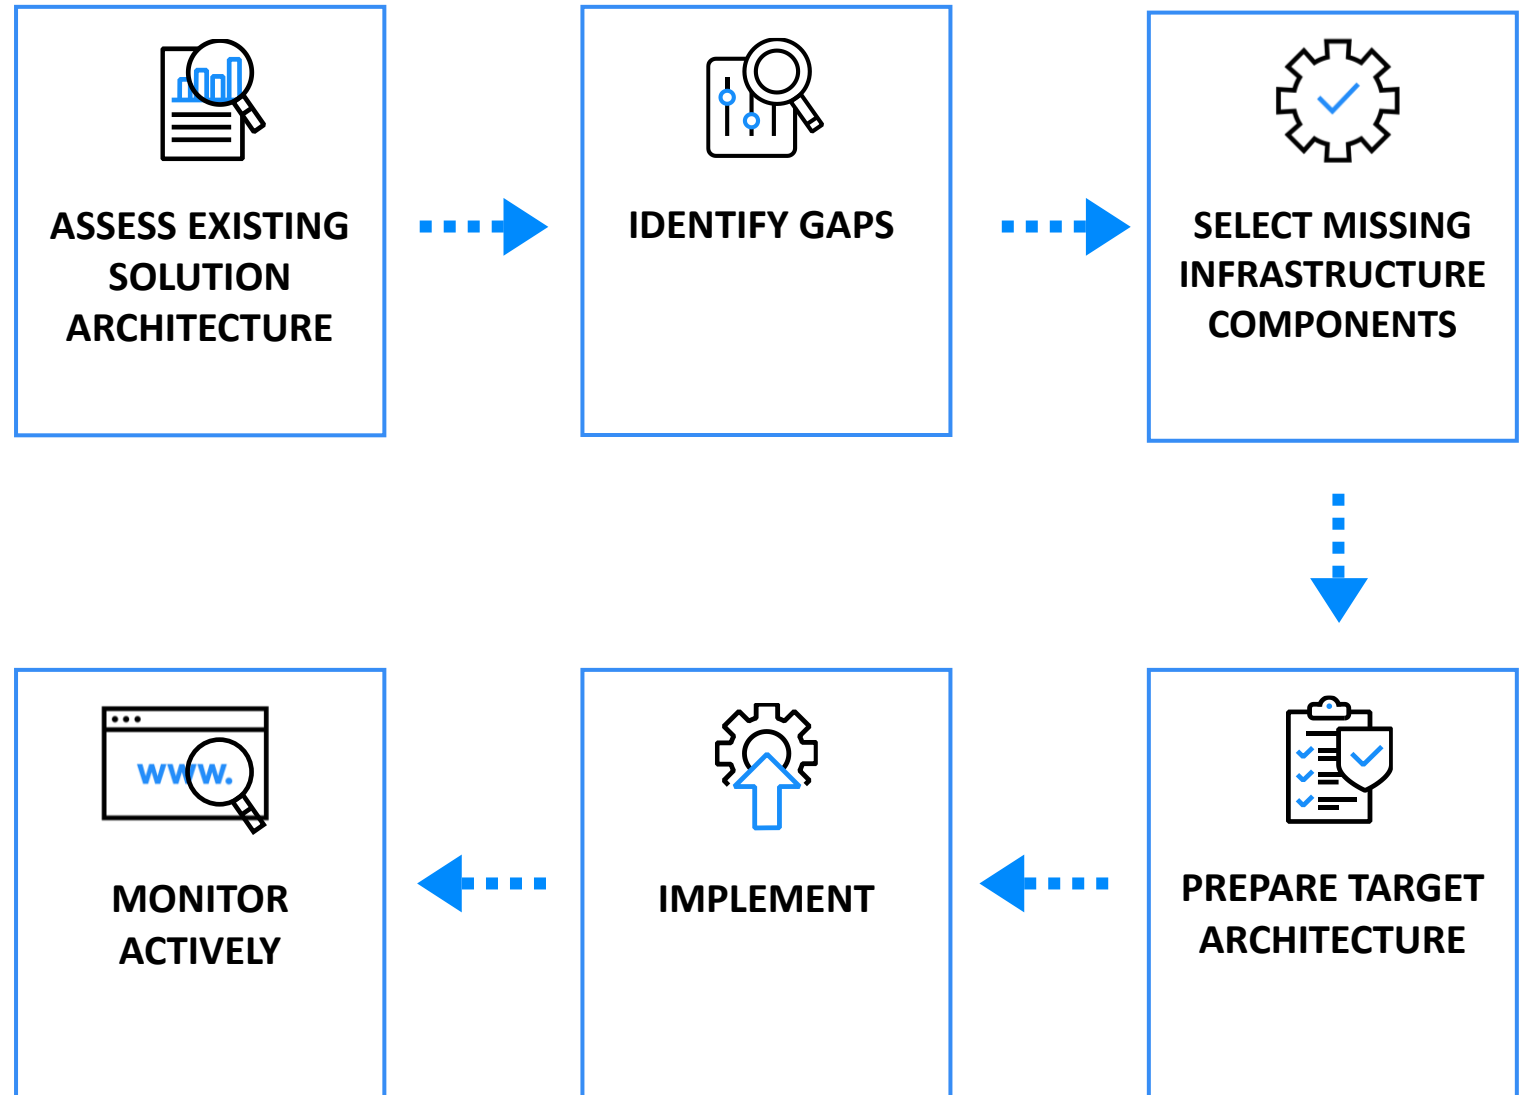 ASSESS EXISTING
SOLUTION
ARCHITECTURE
IDENTIFY GAPS
SELECT MISSING
INFRASTRUCTURE
COMPONENTS
PREPARE TARGET
ARCHITECTURE
IMPLEMENT
www.
MONITOR
ACTIVELY